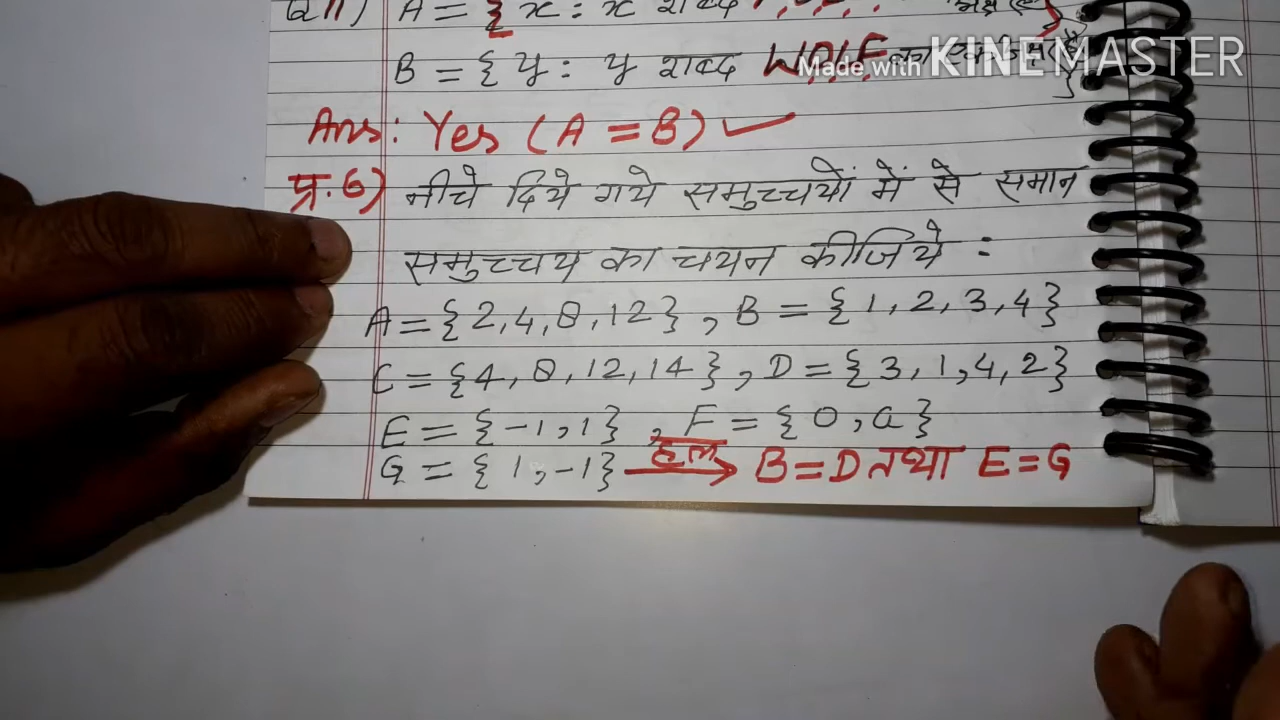 A = { x : x शब्द
B = { y : y शब्द WOLF का
Made with KINEMASTER
Ans: Yes (A = B) ✓
प्र. 6) नीचे दिये गये समुच्चयों में से समान
समुच्चय का चयन कीजिये :
A = {2, 4, 8, 12} , B = {1, 2, 3, 4}
C = {4, 8, 12, 14} , D = {3, 1, 4, 2}
E = {-1, 1} , F = {0, a}
G = {1, -1} हल → B = D तथा E = G